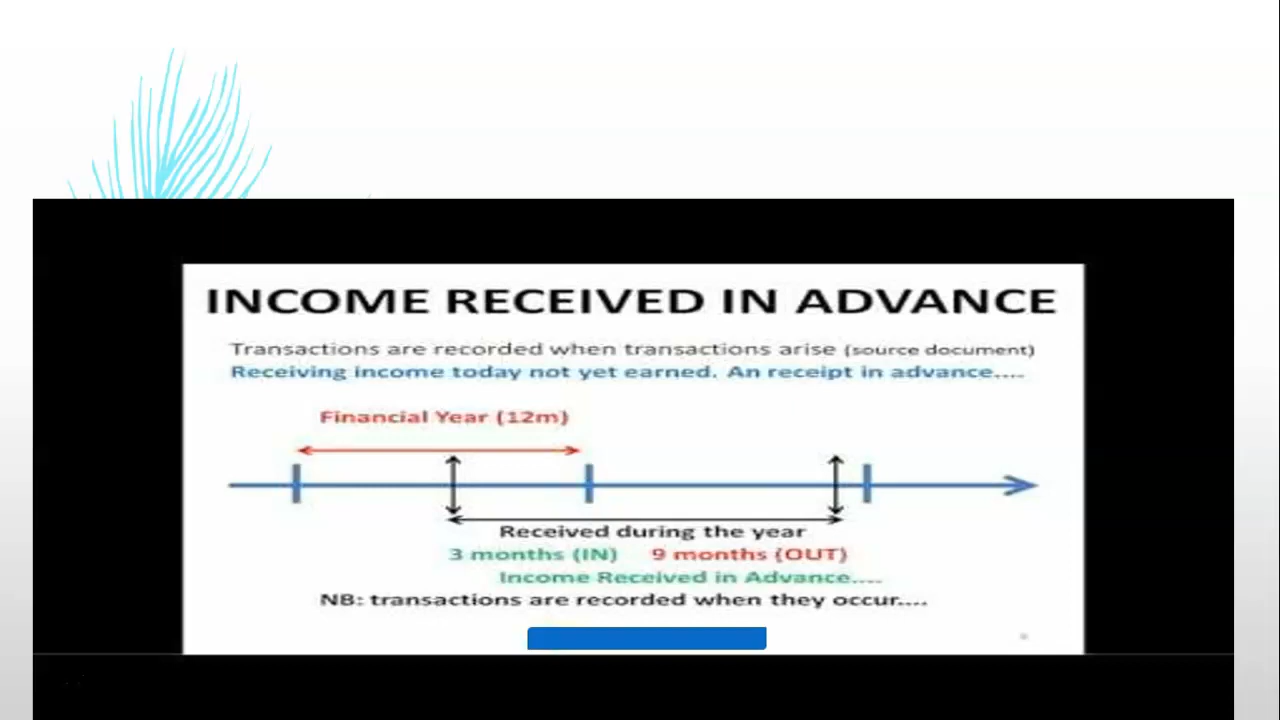 INCOME RECEIVED IN ADVANCE
Transactions are recorded when transactions arise (source document)
Receiving income today not yet earned. An receipt in advance....
Financial Year (12m)
Received during the year
3 months (IN) 9 months (OUT)
Income Received in Advance....
NB: transactions are recorded when they occur....